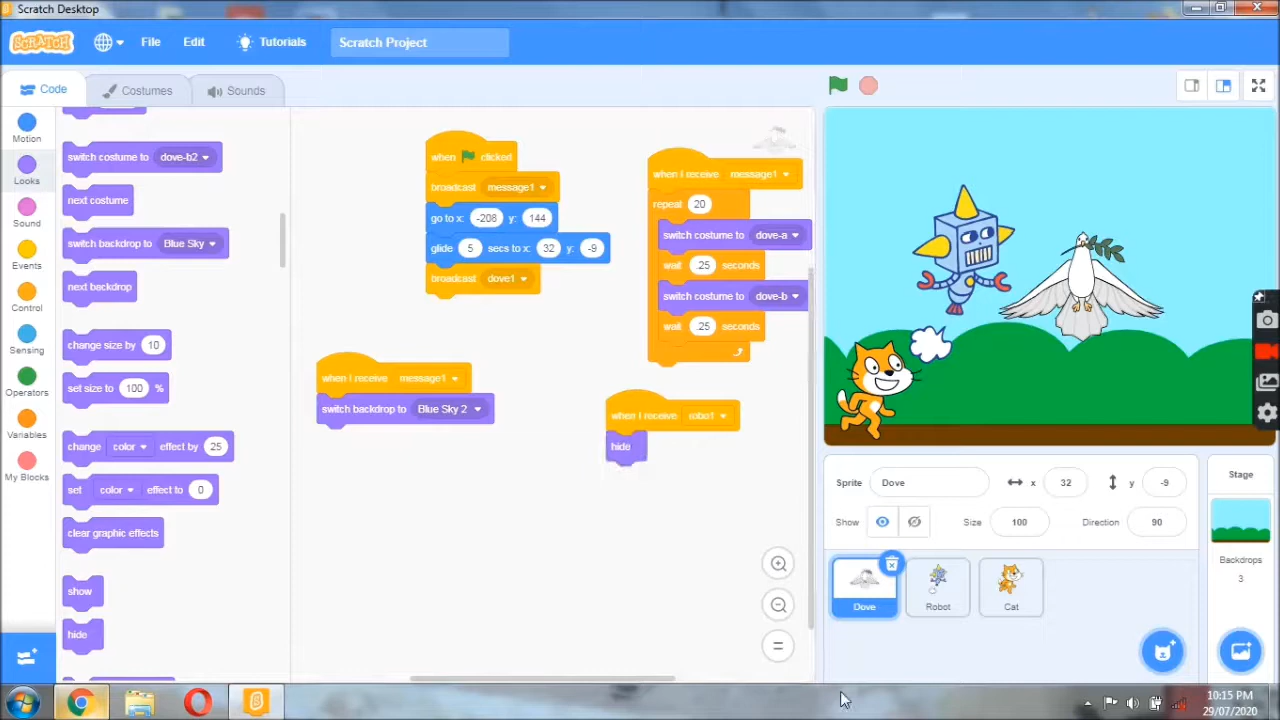 Scratch Desktop
SCRATCH
File
Edit
Tutorials
Scratch Project
Code
Costumes
Sounds
Motion
Looks
Sound
Events
Control
Sensing
Operators
Variables
My Blocks
switch costume to dove-b2
next costume
switch backdrop to Blue Sky
next backdrop
change size by 10
set size to 100 %
change color effect by 25
set color effect to 0
clear graphic effects
show
hide
when clicked
broadcast message1
go to x: -208 y: 144
glide 5 secs to x: 32 y: -9
broadcast dove1
when I receive message1
switch backdrop to Blue Sky 2
when I receive message1
repeat 20
switch costume to dove-a
wait .25 seconds
switch costume to dove-b
wait .25 seconds
when I receive robo1
hide
Sprite Dove x 32 y -9
Show Size 100 Direction 90
Dove
Robot
Cat
Stage
Backdrops
3
10:15 PM
29/07/2020